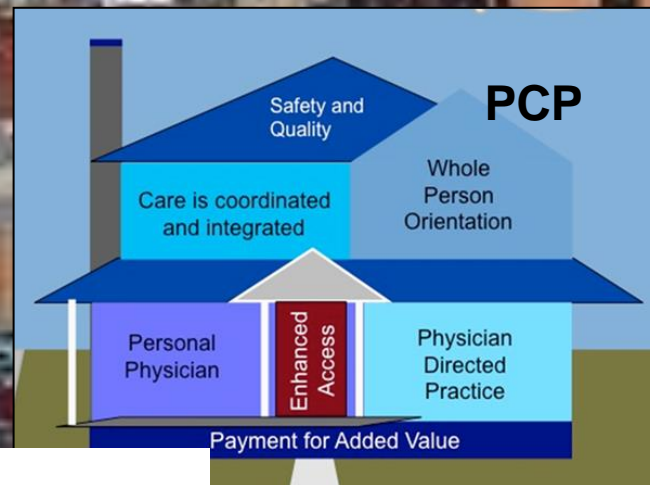 PCP
Safety and
Quality
Whole
Person
Orientation
Care is coordinated
and integrated
Personal
Physician
Enhanced
Access
Physician
Directed
Practice
Payment for Added Value